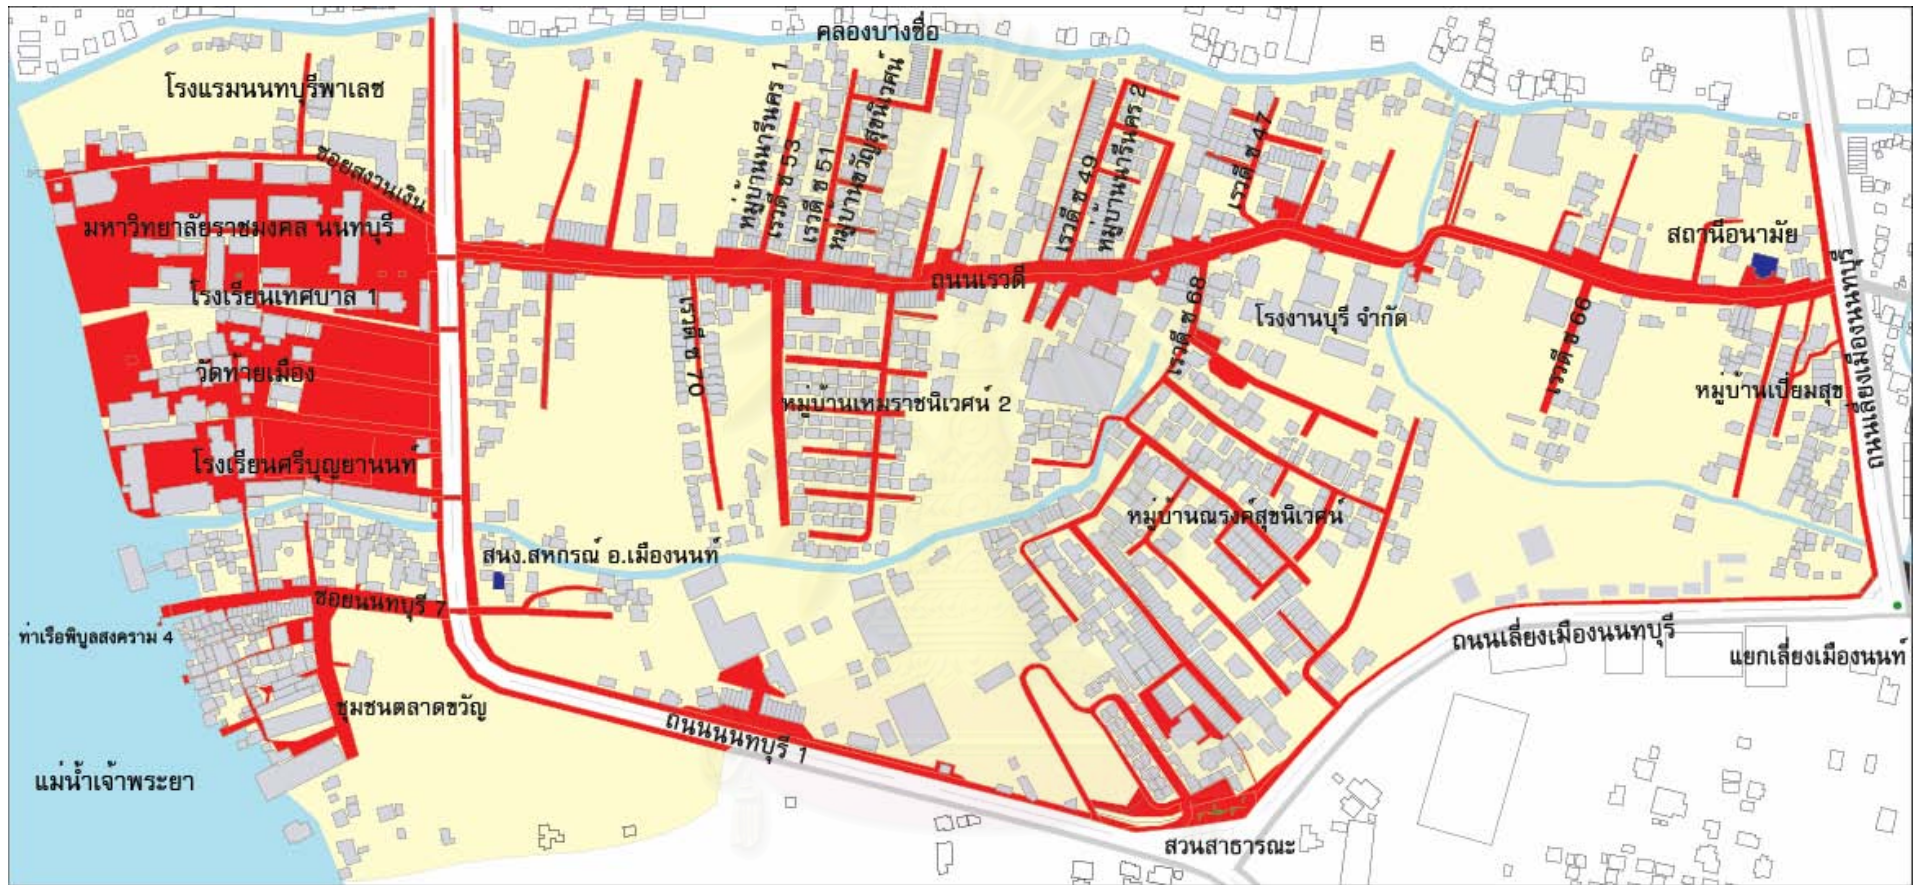 คลองบางซื่อ
โรงแรมนนทบุรีพาเลซ
ซอยสงวนเงิน
หมู่บ้านนารีนคร 1
เรวดี ซ 53
เรวดี ซ 51
หมู่บ้านขวัญสุขนิเวศน์
เรวดี ซ 49
หมู่บ้านนารีนคร 2
เรวดี ซ 47
มหาวิทยาลัยราชมงคล นนทบุรี
สถานีอนามัย
โรงเรียนเทศบาล 1
ถนนเรวดี
เรวดี ซ 70
เรวดี ซ 68
โรงงานบุรี จำกัด
เรวดี ซ 66
ถนนเลี่ยงเมืองนนทบุรี
วัดท้ายเมือง
หมู่บ้านเหมราชนิเวศน์ 2
หมู่บ้านเปี่ยมสุข
โรงเรียนศรีบุญยานนท์
หมู่บ้านณรงค์สุขนิเวศน์
สนง.สหกรณ์ อ.เมืองนนท์
ซอยนนทบุรี 7
ท่าเรือพิบูลสงคราม 4
ถนนเลี่ยงเมืองนนทบุรี
แยกเลี่ยงเมืองนนท์
ชุมชนตลาดขวัญ
ถนนนนทบุรี 1
แม่น้ำเจ้าพระยา
สวนสาธารณะ